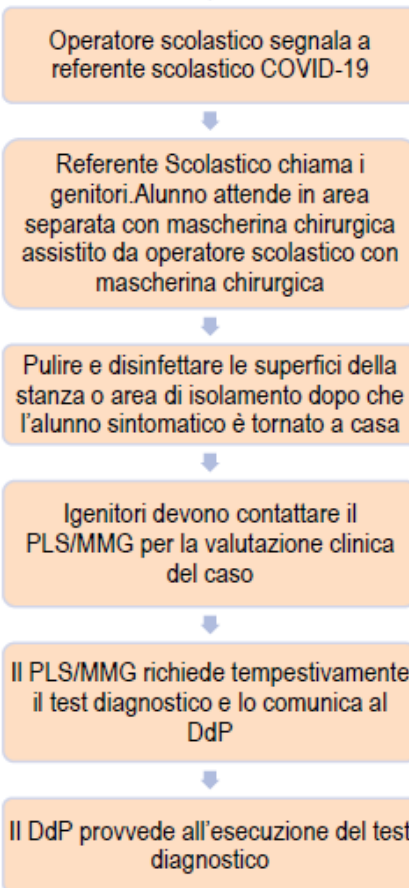 Operatore scolastico segnala a
referente scolastico COVID-19
Referente Scolastico chiama i
genitori.Alunno attende in area
separata con mascherina chirurgica
assistito da operatore scolastico con
mascherina chirurgica
Pulire e disinfettare le superfici della
stanza o area di isolamento dopo che
l'alunno sintomatico è tornato a casa
Igenitori devono contattare il
PLS/MMG per la valutazione clinica
del caso
Il PLS/MMG richiede tempestivamente
il test diagnostico e lo comunica al
DdP
Il DdP provvede all'esecuzione del test
diagnostico